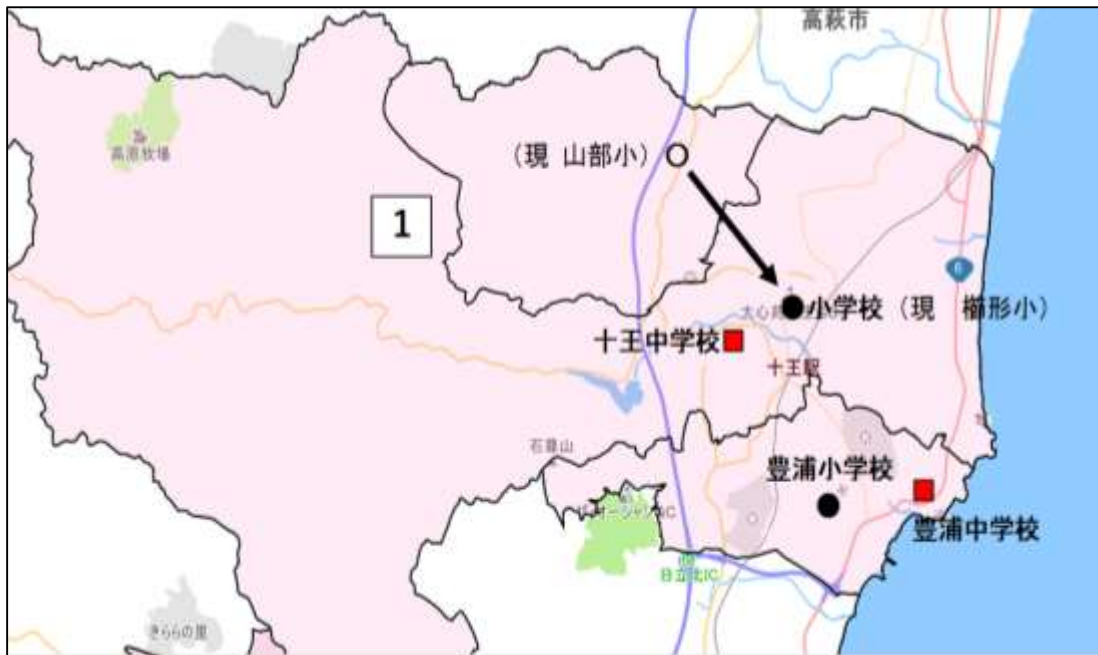 高萩市
高原牧場
（現 山部小）
1
6
小学校（現 櫛形小）
十王中学校
十王駅
石尊山
豊浦小学校
豊浦中学校
日立北IC
きららの里